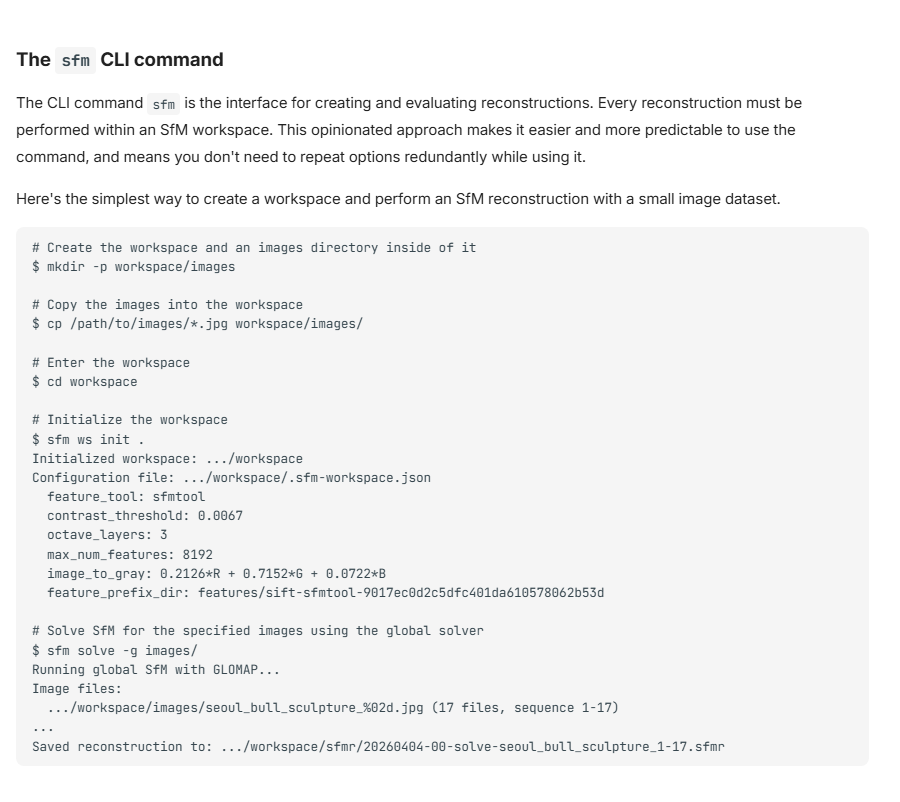 The sfm CLI command
The CLI command sfm is the interface for creating and evaluating reconstructions. Every reconstruction must be
performed within an SfM workspace. This opinionated approach makes it easier and more predictable to use the
command, and means you don't need to repeat options redundantly while using it.
Here's the simplest way to create a workspace and perform an SfM reconstruction with a small image dataset.
# Create the workspace and an images directory inside of it
$ mkdir -p workspace/images
# Copy the images into the workspace
$ cp /path/to/images/*.jpg workspace/images/
# Enter the workspace
$ cd workspace
# Initialize the workspace
$ sfm ws init .
Initialized workspace: .../workspace
Configuration file: .../workspace/.sfm-workspace.json
  feature_tool: sfmtool
  contrast_threshold: 0.0067
  octave_layers: 3
  max_num_features: 8192
  image_to_gray: 0.2126*R + 0.7152*G + 0.0722*B
  feature_prefix_dir: features/sift-sfmtool-9017ec0d2c5dfc401da610578062b53d
# Solve SfM for the specified images using the global solver
$ sfm solve -g images/
Running global SfM with GLOMAP...
Image files:
  .../workspace/images/seoul_bull_sculpture_%02d.jpg (17 files, sequence 1-17)
...
Saved reconstruction to: .../workspace/sfmr/20260404-00-solve-seoul_bull_sculpture_1-17.sfmr